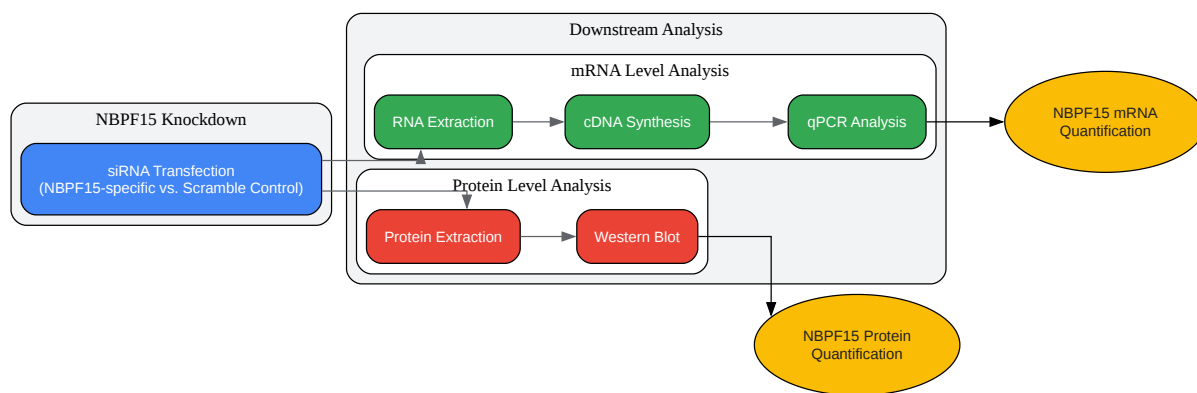 Downstream Analysis
mRNA Level Analysis
RNA Extraction
cDNA Synthesis
qPCR Analysis
NBPF15 mRNA
Quantification
NBPF15 Knockdown
siRNA Transfection
(NBPF15-specific vs. Scramble Control)
Protein Level Analysis
Protein Extraction
Western Blot
NBPF15 Protein
Quantification